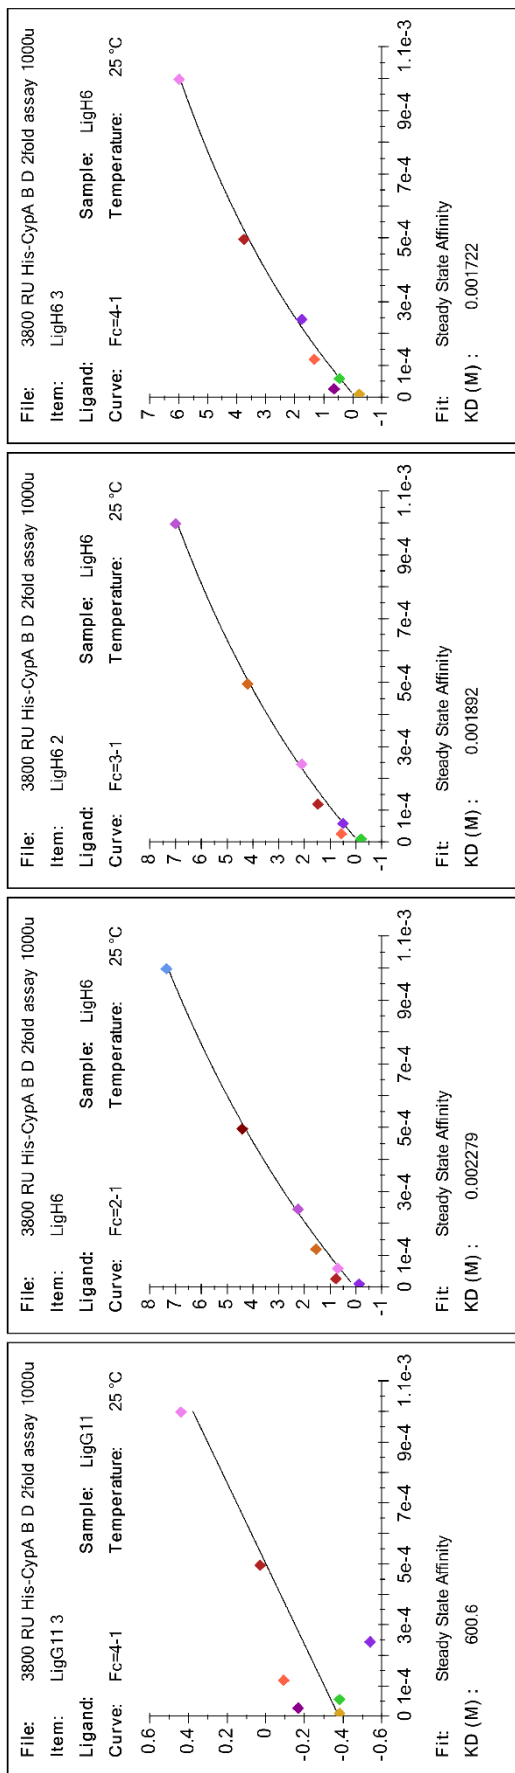 File: 3800 RU His-CypA B D 2fold assay 1000u
Item: LigG11 3
Ligand: Sample: LigG11
Curve: Fc=4-1 Temperature: 25 °C
0.6
0.4
0.2
0
-0.2
-0.4
-0.6
0 1e-4 3e-4 5e-4 7e-4 9e-4 1.1e-3
Fit: Steady State Affinity
KD (M) : 600.6
File: 3800 RU His-CypA B D 2fold assay 1000u
Item: LigH6
Ligand: Sample: LigH6
Curve: Fc=2-1 Temperature: 25 °C
8
7
6
5
4
3
2
1
0
-1
0 1e-4 3e-4 5e-4 7e-4 9e-4 1.1e-3
Fit: Steady State Affinity
KD (M) : 0.002279
File: 3800 RU His-CypA B D 2fold assay 1000u
Item: LigH6 2
Ligand: Sample: LigH6
Curve: Fc=3-1 Temperature: 25 °C
8
7
6
5
4
3
2
1
0
-1
0 1e-4 3e-4 5e-4 7e-4 9e-4 1.1e-3
Fit: Steady State Affinity
KD (M) : 0.001892
File: 3800 RU His-CypA B D 2fold assay 1000u
Item: LigH6 3
Ligand: Sample: LigH6
Curve: Fc=4-1 Temperature: 25 °C
7
6
5
4
3
2
1
0
-1
0 1e-4 3e-4 5e-4 7e-4 9e-4 1.1e-3
Fit: Steady State Affinity
KD (M) : 0.001722